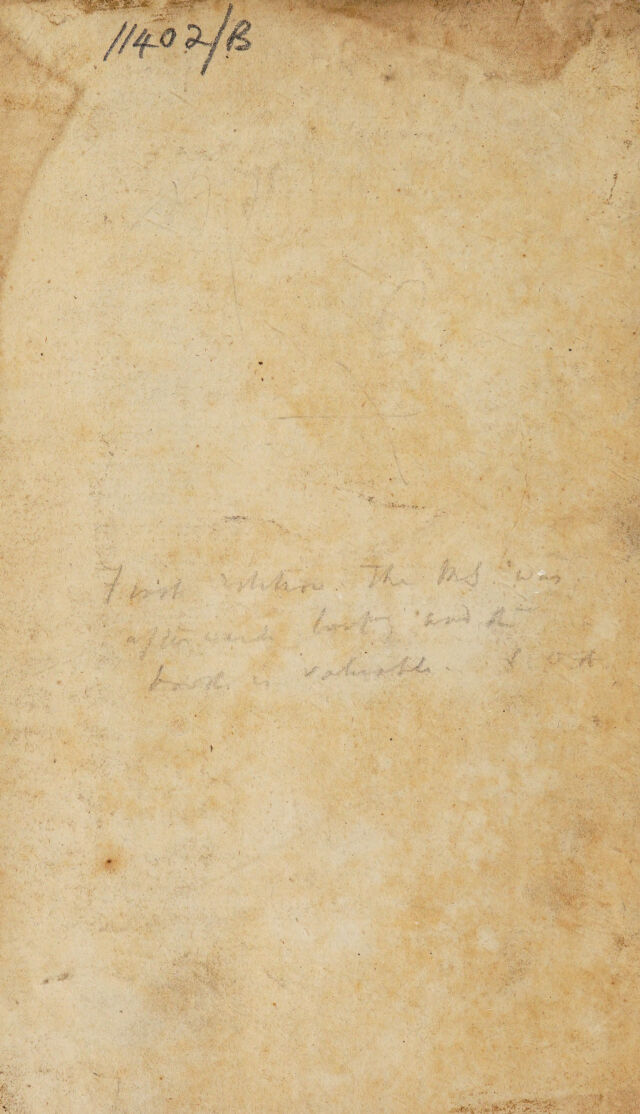 11402/B
First edition. The MS. was
afterwards lost, and the
book is valuable.